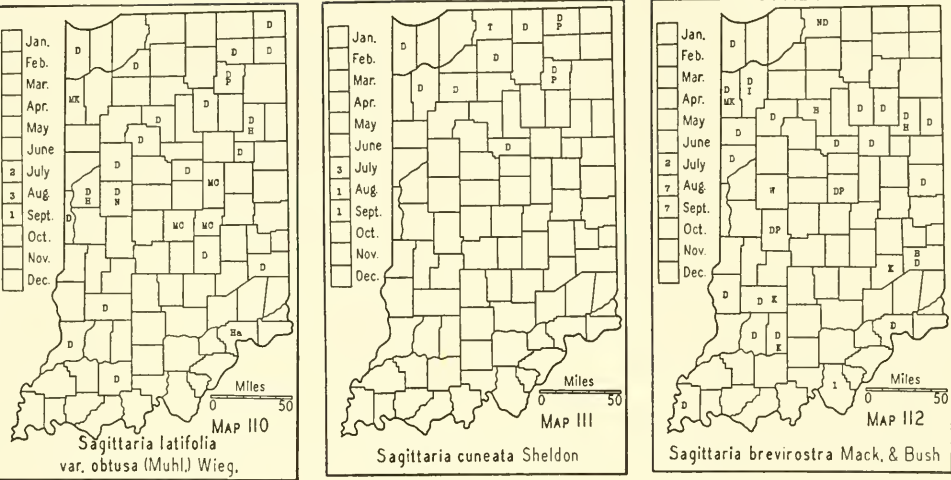 Jan.
Feb.
Mar.
Apr.
May
June
2 July
3 Aug.
1 Sept.
Oct.
Nov.
Dec.
D
D
D D
D
D
P
MK
D
D
D
H
D
D
D
D
MC
D
H
D
N
D
MC MC
D
D
D
Ha
D
D
Miles
0 50
MAP 110
Sagittaria latifolia
var. obtusa (Muhl.) Wieg.
Jan.
Feb.
Mar.
Apr.
May
June
3 July
1 Aug.
1 Sept.
Oct.
Nov.
Dec.
T D D
P
D
D
D
P
D D
D
Miles
0 50
MAP 111
Sagittaria cuneata Sheldon
Jan.
Feb.
Mar.
Apr.
May
June
2 July
7 Aug.
7 Sept.
Oct.
Nov.
Dec.
ND
D
D
I
D
MK
D
H
D D
D
H
D
D
D D
D
D
W DP
DP
B
D
K
D
D K
D
D D
K
1
D
Miles
0 50
MAP 112
Sagittaria brevirostra Mack. & Bush